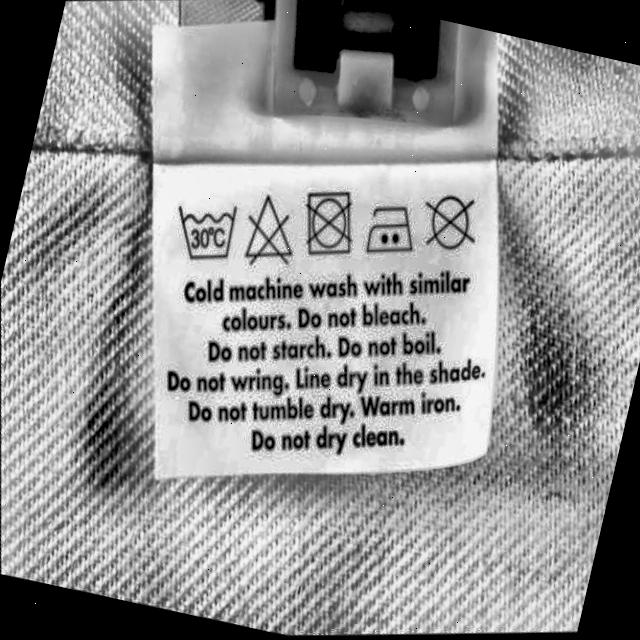 30°C
Cold machine wash with similar
colours. Do not bleach.
Do not starch. Do not boil.
Do not wring. Line dry in the shade.
Do not tumble dry. Warm iron.
Do not dry clean.